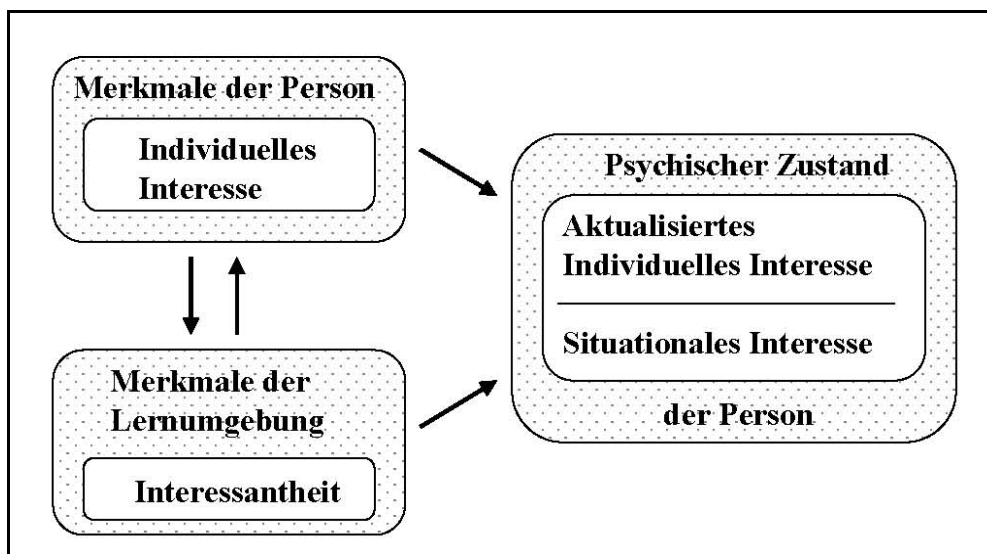 Merkmale der Person
Individuelles
Interesse
Merkmale der
Lernumgebung
Interessantheit
Psychischer Zustand
Aktualisiertes
Individuelles Interesse
Situationales Interesse
der Person